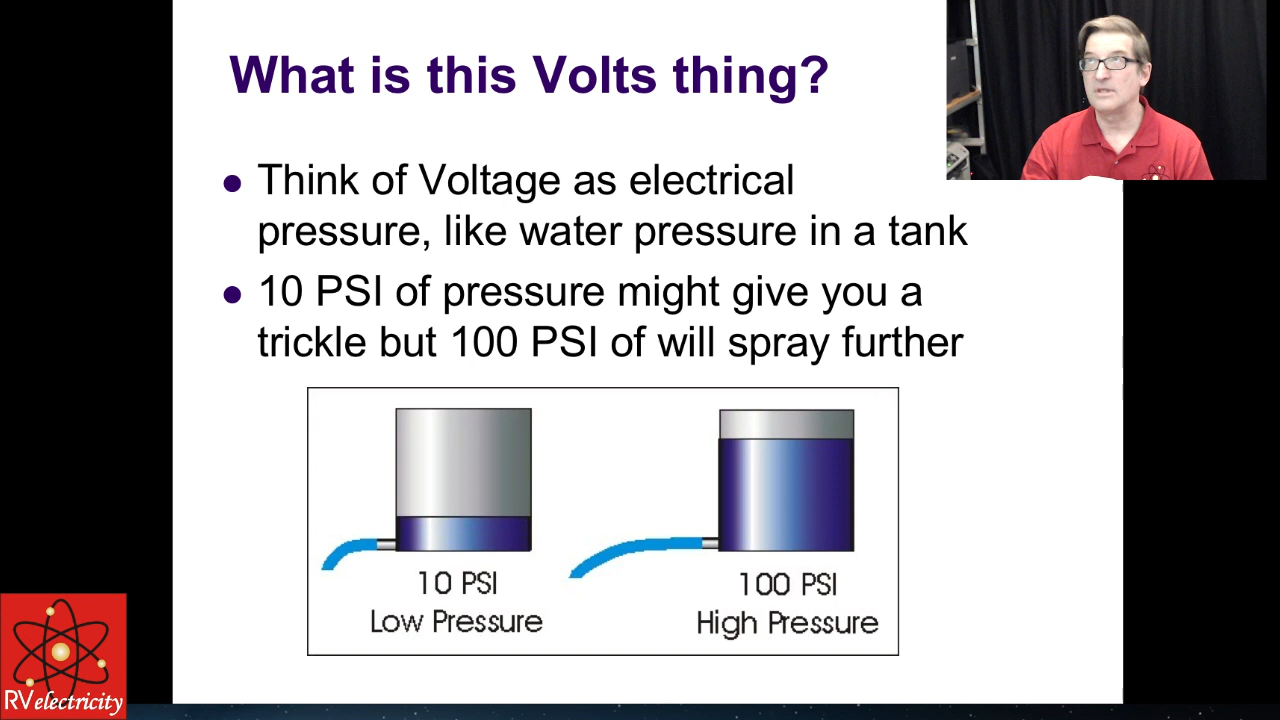 What is this Volts thing?
Think of Voltage as electrical
pressure, like water pressure in a tank
10 PSI of pressure might give you a
trickle but 100 PSI of will spray further
10 PSI
Low Pressure
100 PSI
High Pressure
RVelectricity